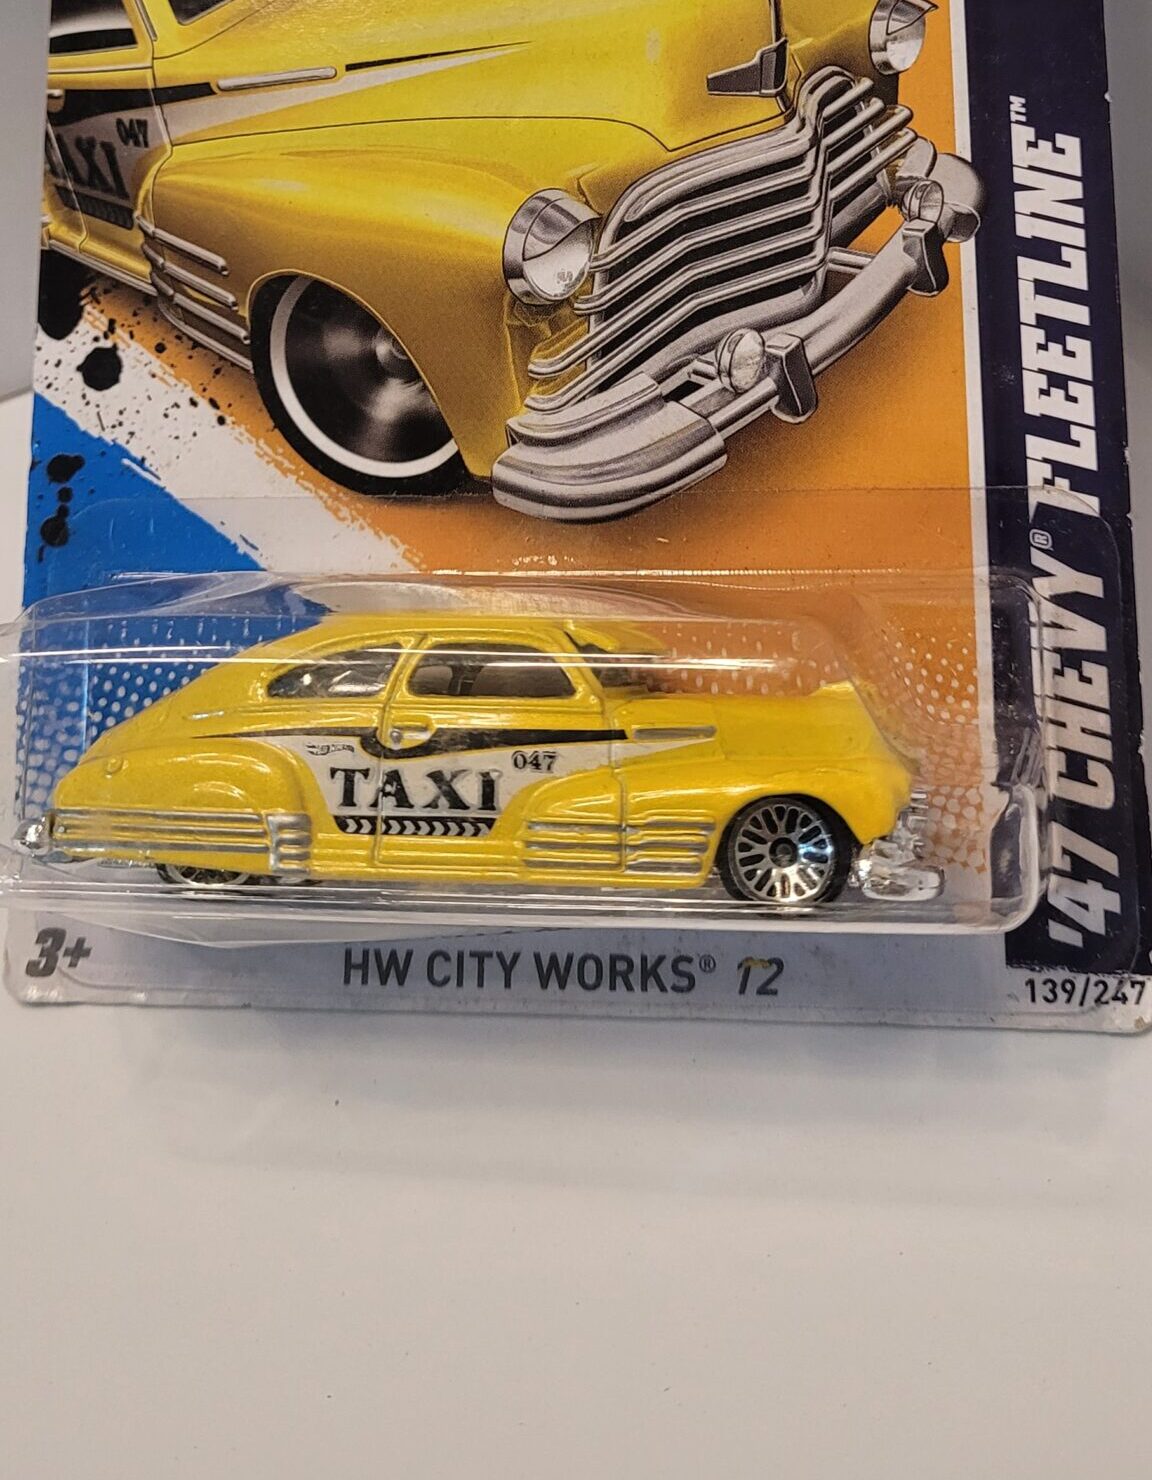 TAXI 047
'47 CHEVY® FLEETLINE™
TAXI 047
3+
HW CITY WORKS® 12
139/247